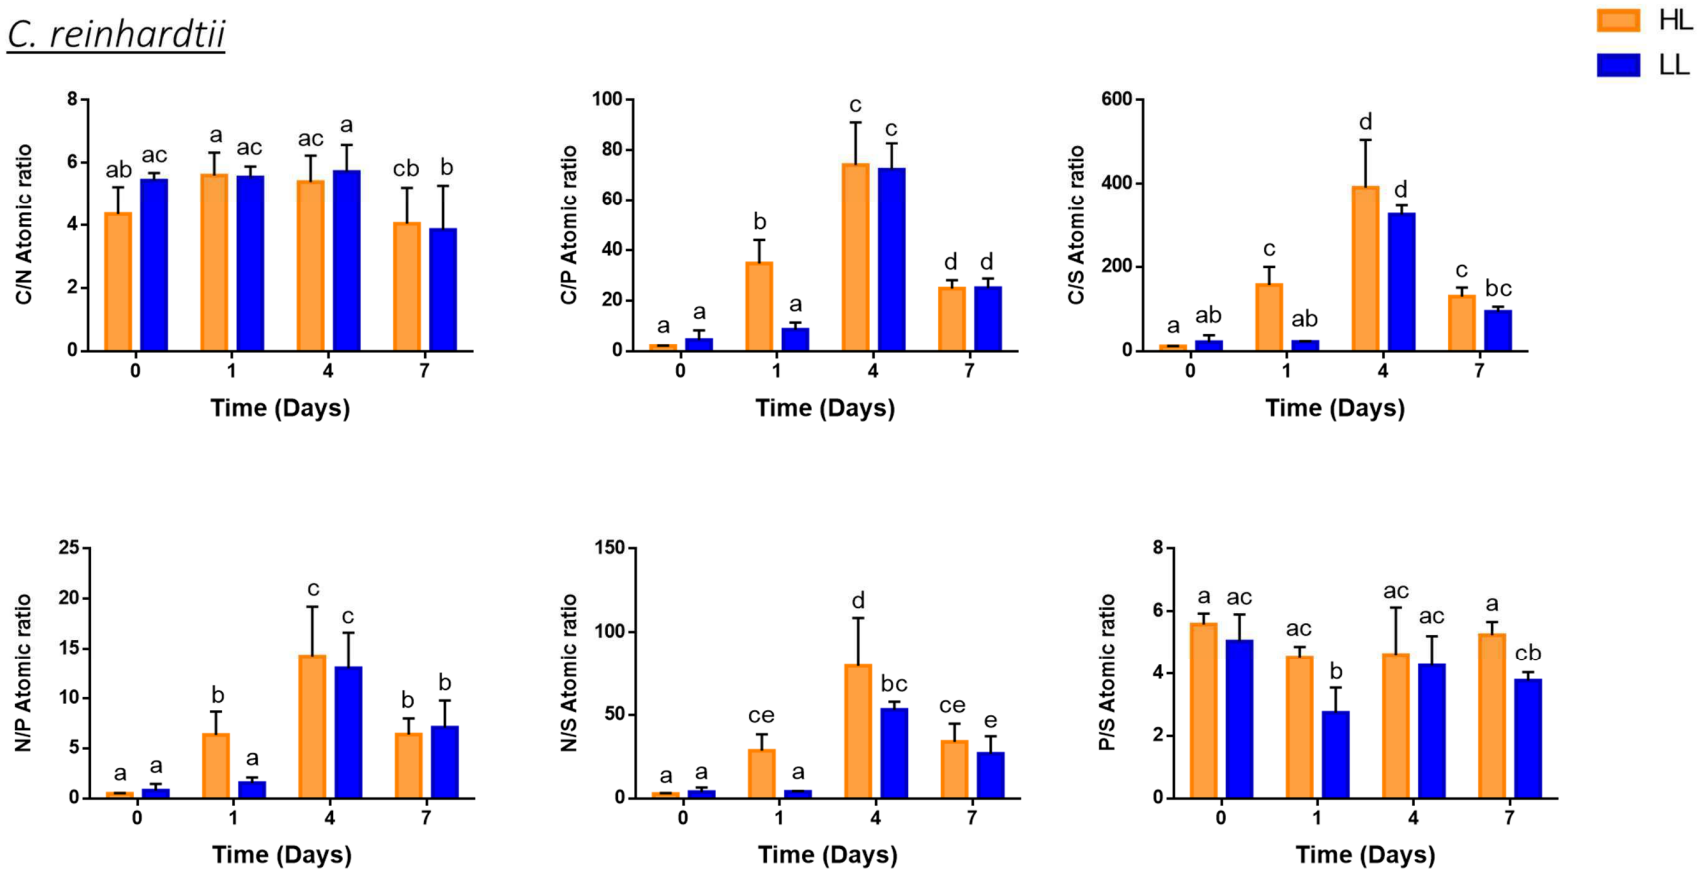 C. reinhardtii
HL
LL
C/N Atomic ratio
8
6
4
2
0
ab ac a ac ac a cb b
0 1 4 7
Time (Days)
C/P Atomic ratio
100
80
60
40
20
0
a a b a c c d d
0 1 4 7
Time (Days)
C/S Atomic ratio
600
400
200
0
a ab c ab d d c bc
0 1 4 7
Time (Days)
N/P Atomic ratio
25
20
15
10
5
0
a a b a c c b b
0 1 4 7
Time (Days)
N/S Atomic ratio
150
100
50
0
a a ce a d bc ce e
0 1 4 7
Time (Days)
P/S Atomic ratio
8
6
4
2
0
a ac ac b ac ac a cb
0 1 4 7
Time (Days)